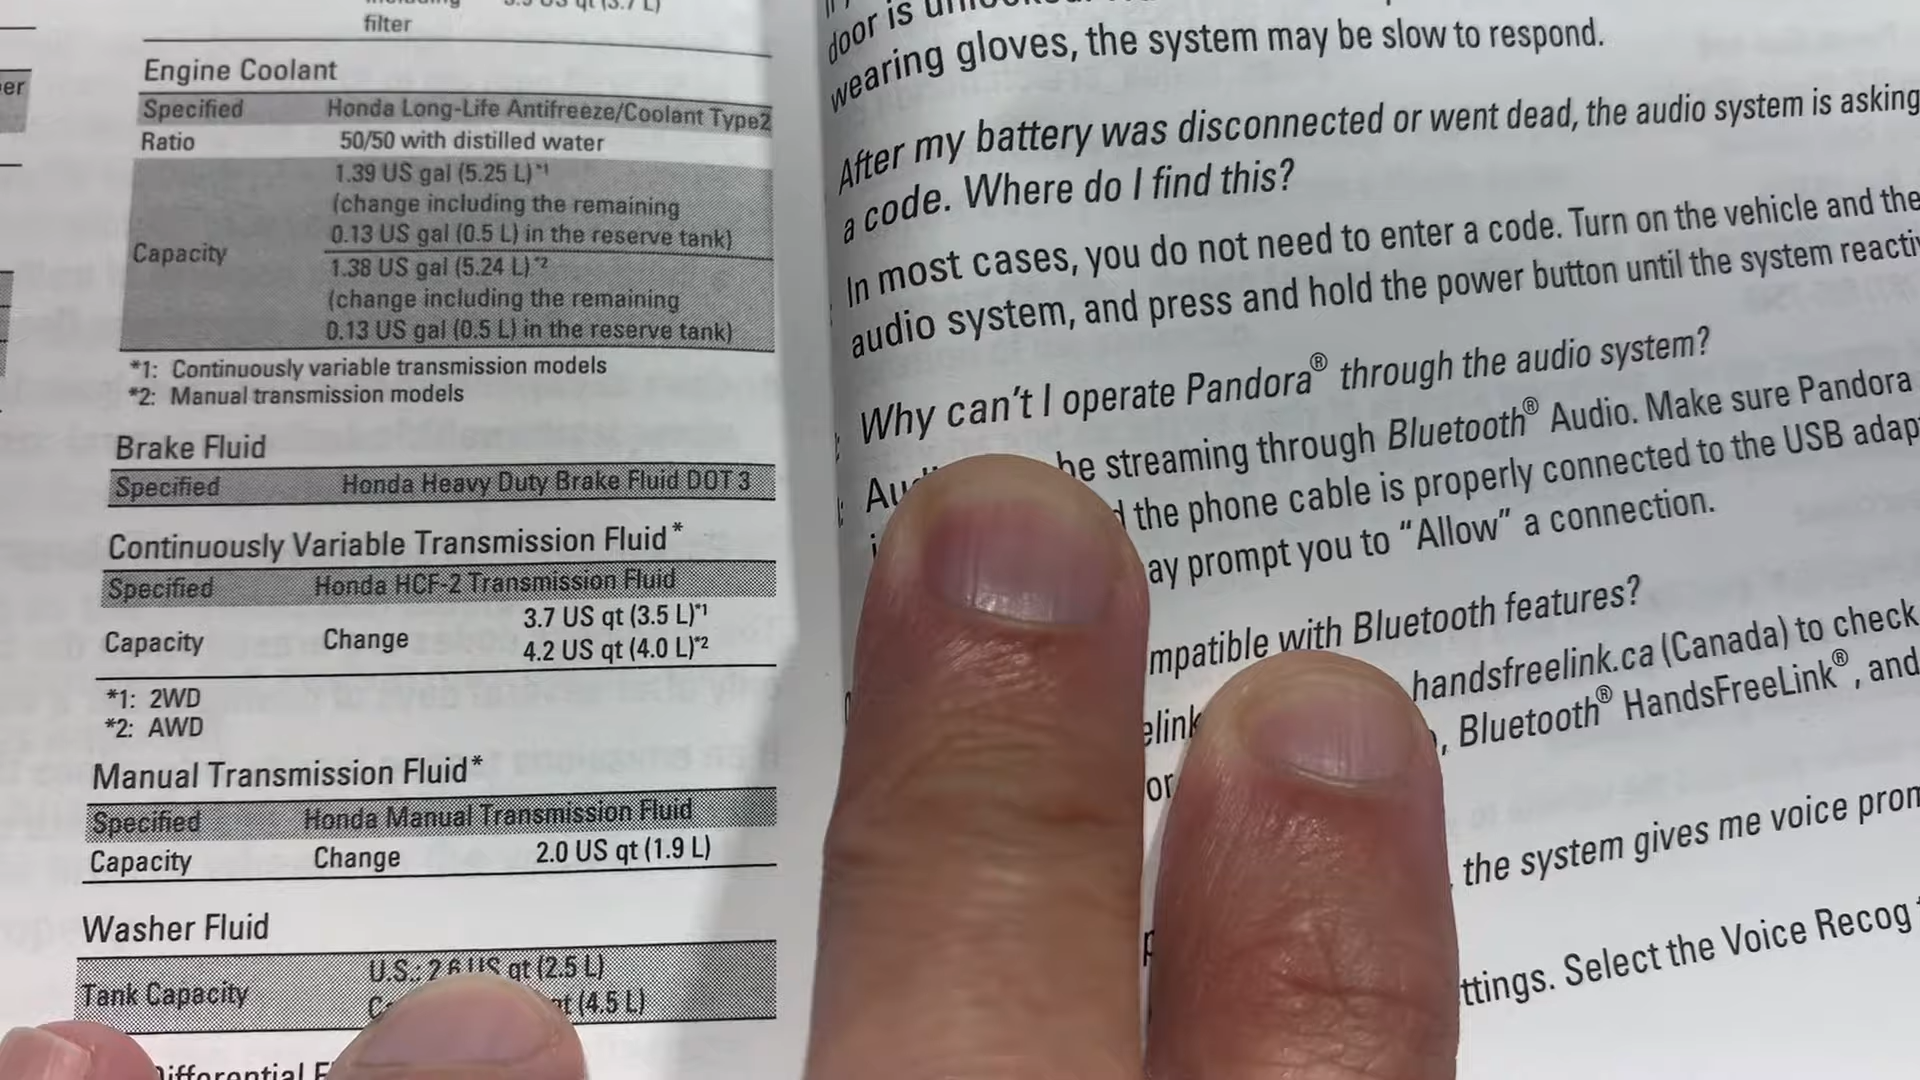 filter
Engine Coolant
Specified Honda Long-Life Antifreeze/Coolant Type2
Ratio 50/50 with distilled water
Capacity
1.39 US gal (5.25 L)*1
(change including the remaining
0.13 US gal (0.5 L) in the reserve tank)
1.38 US gal (5.24 L)*2
(change including the remaining
0.13 US gal (0.5 L) in the reserve tank)
*1: Continuously variable transmission models
*2: Manual transmission models
Brake Fluid
Specified Honda Heavy Duty Brake Fluid DOT 3
Continuously Variable Transmission Fluid*
Specified Honda HCF-2 Transmission Fluid
Capacity Change
3.7 US qt (3.5 L)*1
4.2 US qt (4.0 L)*2
*1: 2WD
*2: AWD
Manual Transmission Fluid*
Specified Honda Manual Transmission Fluid
Capacity Change 2.0 US qt (1.9 L)
Washer Fluid
Tank Capacity
U.S.: 2.6 US qt (2.5 L)
(4.5 L)
door is
wearing gloves, the system may be slow to respond.
After my battery was disconnected or went dead, the audio system is asking
a code. Where do I find this?
In most cases, you do not need to enter a code. Turn on the vehicle and the
audio system, and press and hold the power button until the system
Why can't I operate Pandora® through the audio system?
be streaming through Bluetooth® Audio. Make sure Pandora
the phone cable is properly connected to the USB
prompt you to “Allow” a connection.
with Bluetooth features?
handsfreelink.ca (Canada) to check
Bluetooth® HandsFreeLink®, and
the system gives me voice
Select the Voice